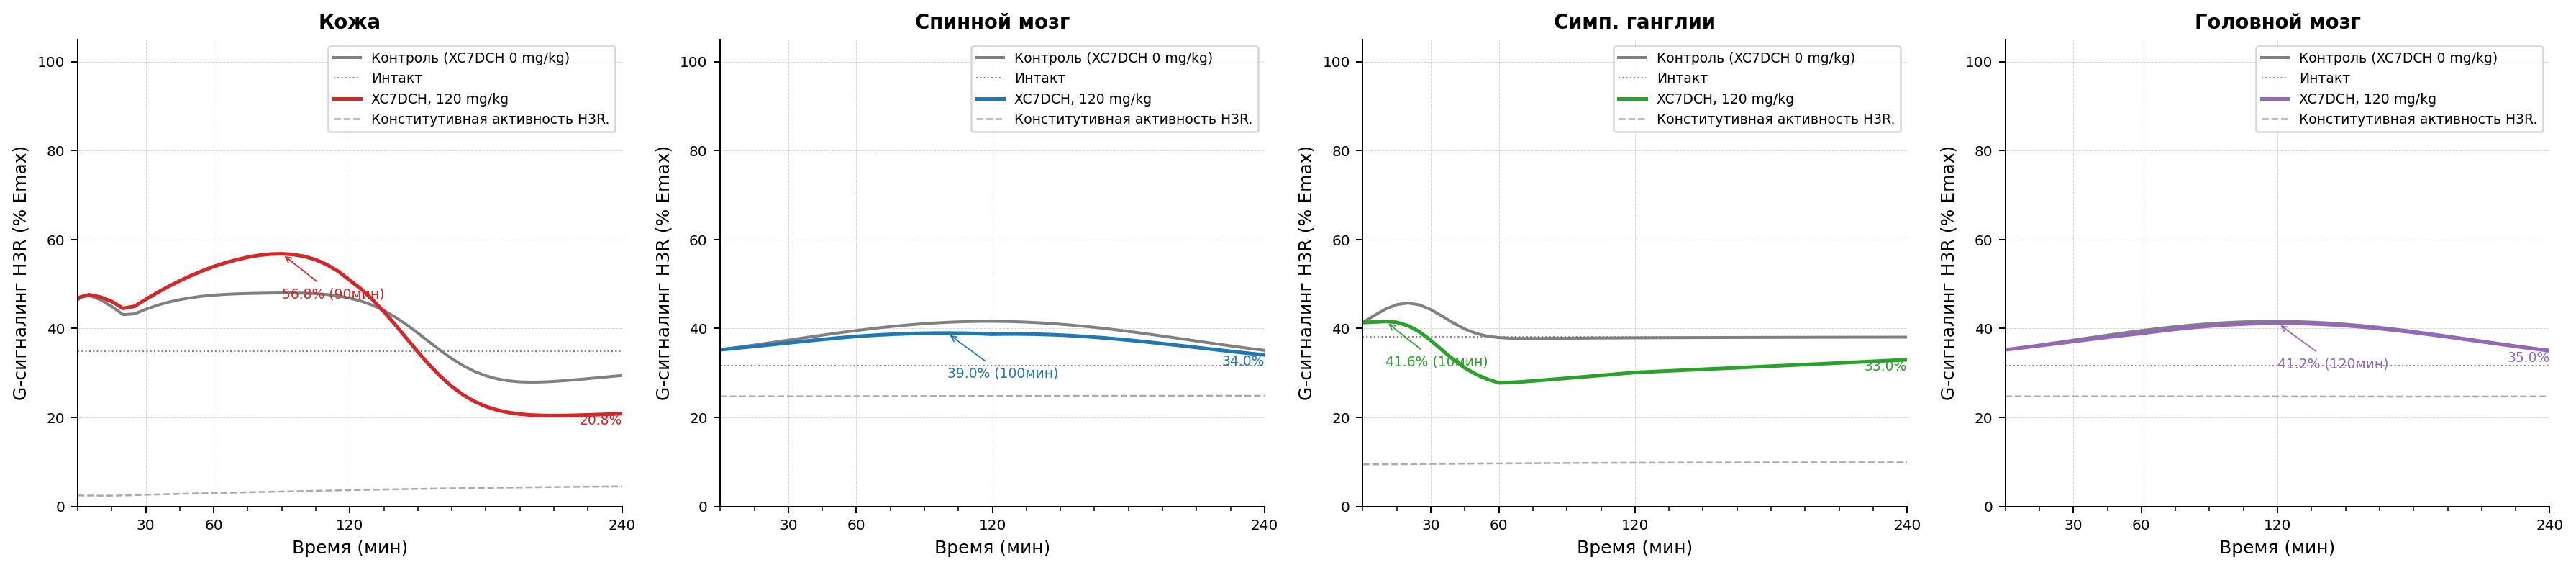 Кожа
G-сигналинг H3R (% Emax)
100
80
60
40
20
0
Контроль (XC7DCH 0 mg/kg)
Интакт
XC7DCH, 120 mg/kg
Конститутивная активность H3R.
56.8% (90мин)
20.8%
30 60 120 240
Время (мин)
Спинной мозг
G-сигналинг H3R (% Emax)
100
80
60
40
20
0
Контроль (XC7DCH 0 mg/kg)
Интакт
XC7DCH, 120 mg/kg
Конститутивная активность H3R.
39.0% (100мин)
34.0%
30 60 120 240
Время (мин)
Симп. ганглии
G-сигналинг H3R (% Emax)
100
80
60
40
20
0
Контроль (XC7DCH 0 mg/kg)
Интакт
XC7DCH, 120 mg/kg
Конститутивная активность H3R.
41.6% (10мин)
33.0%
30 60 120 240
Время (мин)
Головной мозг
G-сигналинг H3R (% Emax)
100
80
60
40
20
0
Контроль (XC7DCH 0 mg/kg)
Интакт
XC7DCH, 120 mg/kg
Конститутивная активность H3R.
41.2% (120мин)
35.0%
30 60 120 240
Время (мин)